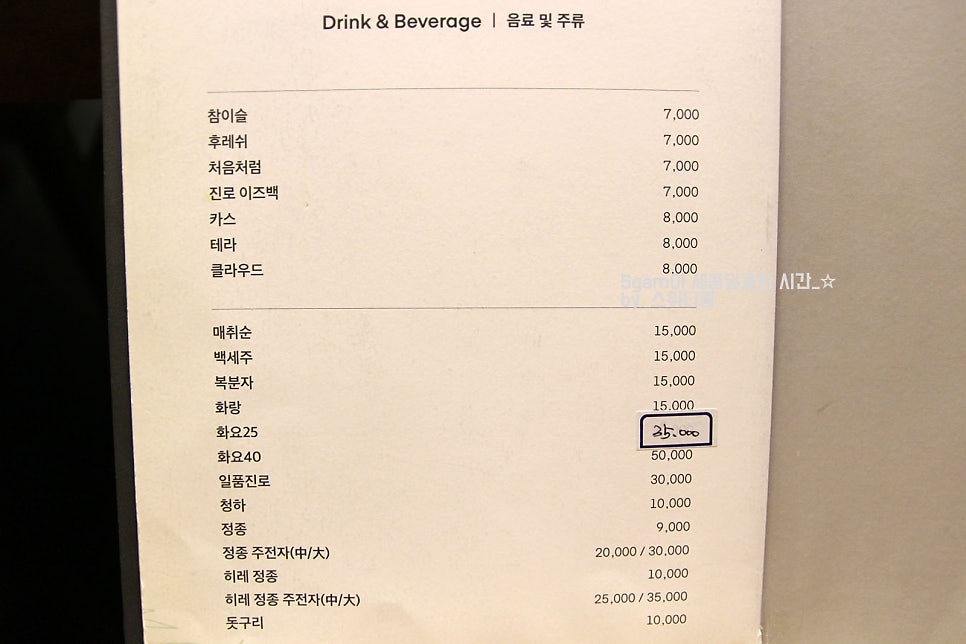 Drink & Beverage | 음료 및 주류
참이슬 7,000
후레쉬 7,000
처음처럼 7,000
진로 이즈백 7,000
카스 8,000
테라 8,000
클라우드 8,000
시간_☆
by.
매취순 15,000
백세주 15,000
복분자 15,000
화랑 15,000
화요25 35.000
화요40 50,000
일품진로 30,000
청하 10,000
정종 9,000
정종 주전자(中/大) 20,000 / 30,000
히레 정종 10,000
히레 정종 주전자(中/大) 25,000 / 35,000
돗구리 10,000